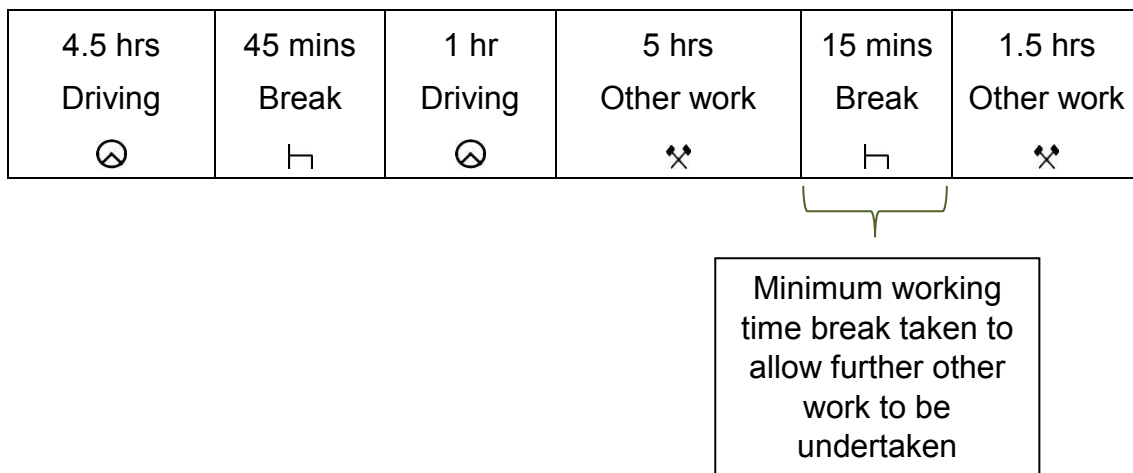 4.5 hrs
Driving
45 mins
Break
1 hr
Driving
5 hrs
Other work
15 mins
Break
1.5 hrs
Other work
Minimum working
time break taken to
allow further other
work to be
undertaken